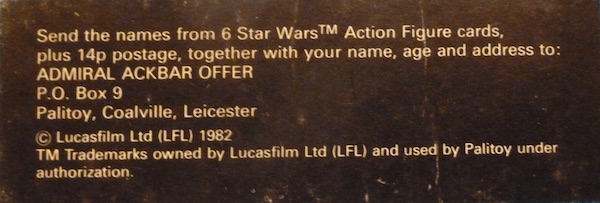 Send the names from 6 Star Wars™ Action Figure cards,
plus 14p postage, together with your name, age and address to:
ADMIRAL ACKBAR OFFER
P.O. Box 9
Palitoy, Coalville, Leicester
© Lucasfilm Ltd (LFL) 1982
TM Trademarks owned by Lucasfilm Ltd (LFL) and used by Palitoy under
authorization.